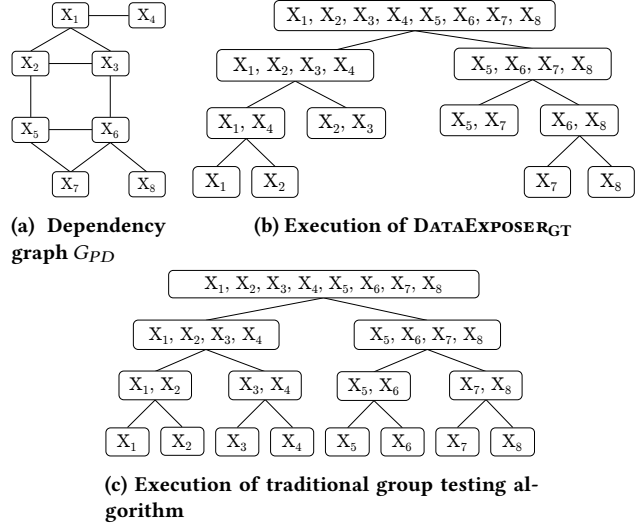 X₁ X₄
X₂ X₃
X₅ X₆
X₇ X₈
(a) Dependency
graph G_PD
X₁, X₂, X₃, X₄, X₅, X₆, X₇, X₈
X₁, X₂, X₃, X₄ X₅, X₆, X₇, X₈
X₁, X₄ X₂, X₃ X₅, X₇ X₆, X₈
X₁ X₂ X₇ X₈
(b) Execution of DataExposer_GT
X₁, X₂, X₃, X₄, X₅, X₆, X₇, X₈
X₁, X₂, X₃, X₄ X₅, X₆, X₇, X₈
X₁, X₂ X₃, X₄ X₅, X₆ X₇, X₈
X₁ X₂ X₃ X₄ X₅ X₆ X₇ X₈
(c) Execution of traditional group testing al-
gorithm